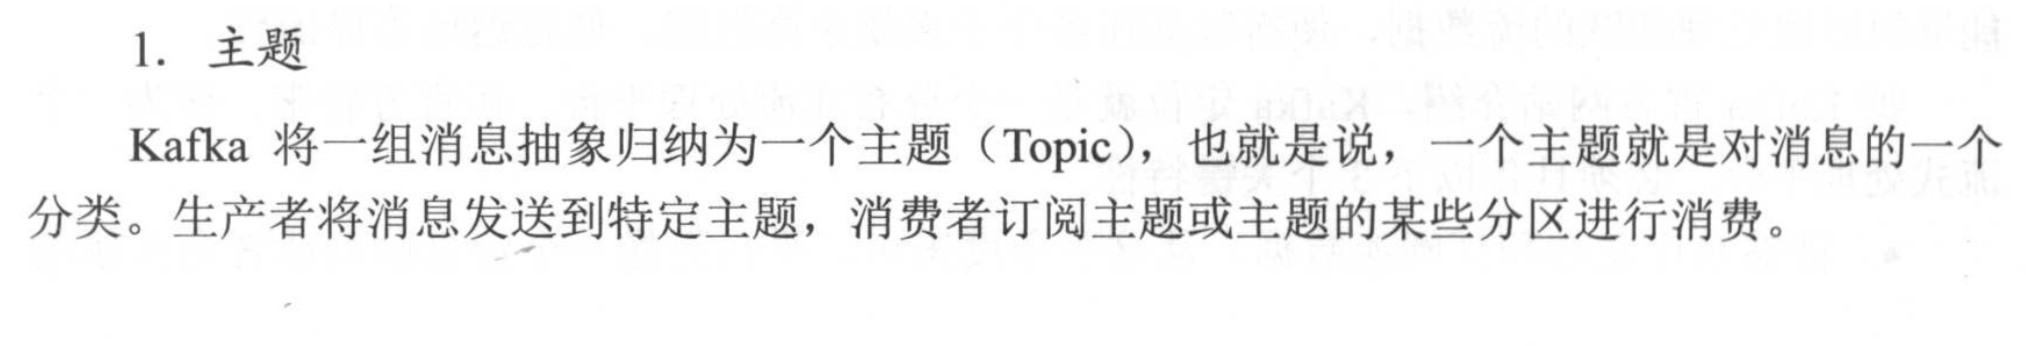 1. 主题
Kafka 将一组消息抽象归纳为一个主题（Topic），也就是说，一个主题就是对消息的一个
分类。生产者将消息发送到特定主题，消费者订阅主题或主题的某些分区进行消费。